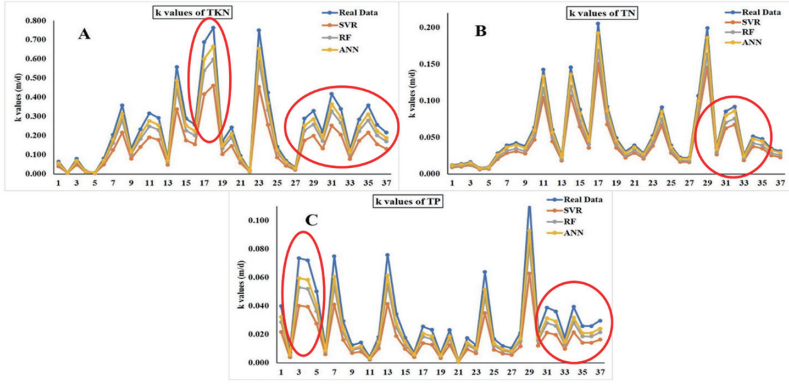 k values of TKN
A
Real Data
SVR
RF
ANN
k values (m/d)
0.800
0.700
0.600
0.500
0.400
0.300
0.200
0.100
0.000
1 3 5 7 9 11 13 15 17 19 21 23 25 27 29 31 33 35 37
k values of TN
B
Real Data
SVR
RF
ANN
k values (m/d)
0.200
0.150
0.100
0.050
0.000
1 3 5 7 9 11 13 15 17 19 21 23 25 27 29 31 33 35 37
k values of TP
C
Real Data
SVR
RF
ANN
k values (m/d)
0.100
0.080
0.060
0.040
0.020
0.000
1 3 5 7 9 11 13 15 17 19 21 23 25 27 29 31 33 35 37